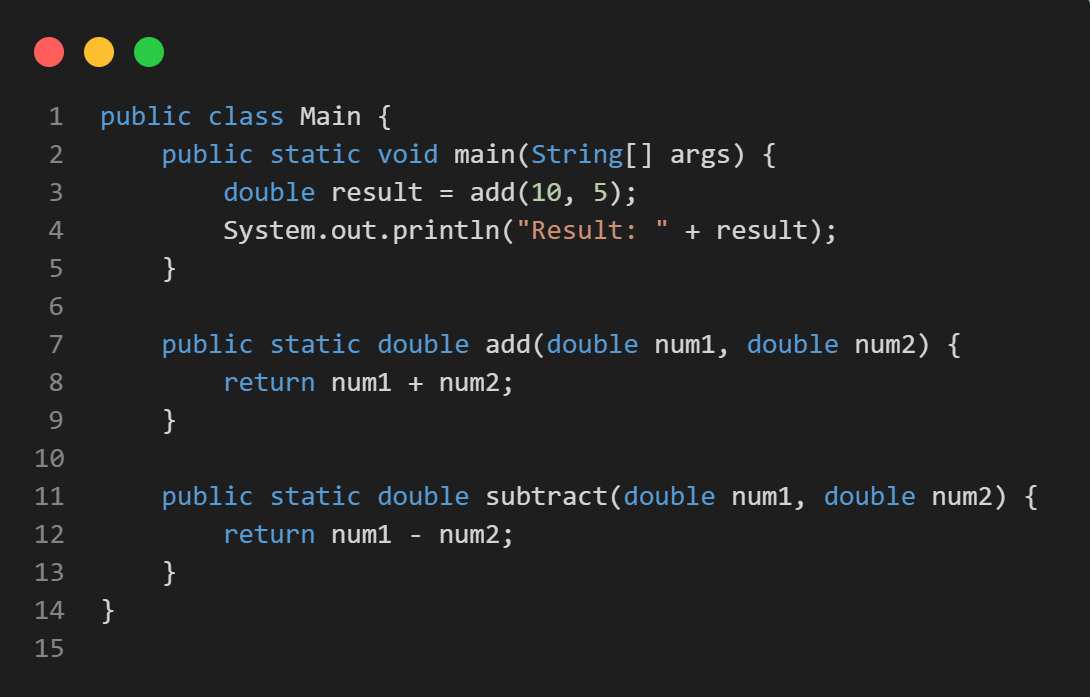 1 public class Main {
2     public static void main(String[] args) {
3         double result = add(10, 5);
4         System.out.println("Result: " + result);
5     }
6
7     public static double add(double num1, double num2) {
8         return num1 + num2;
9     }
10
11     public static double subtract(double num1, double num2) {
12         return num1 - num2;
13     }
14 }
15